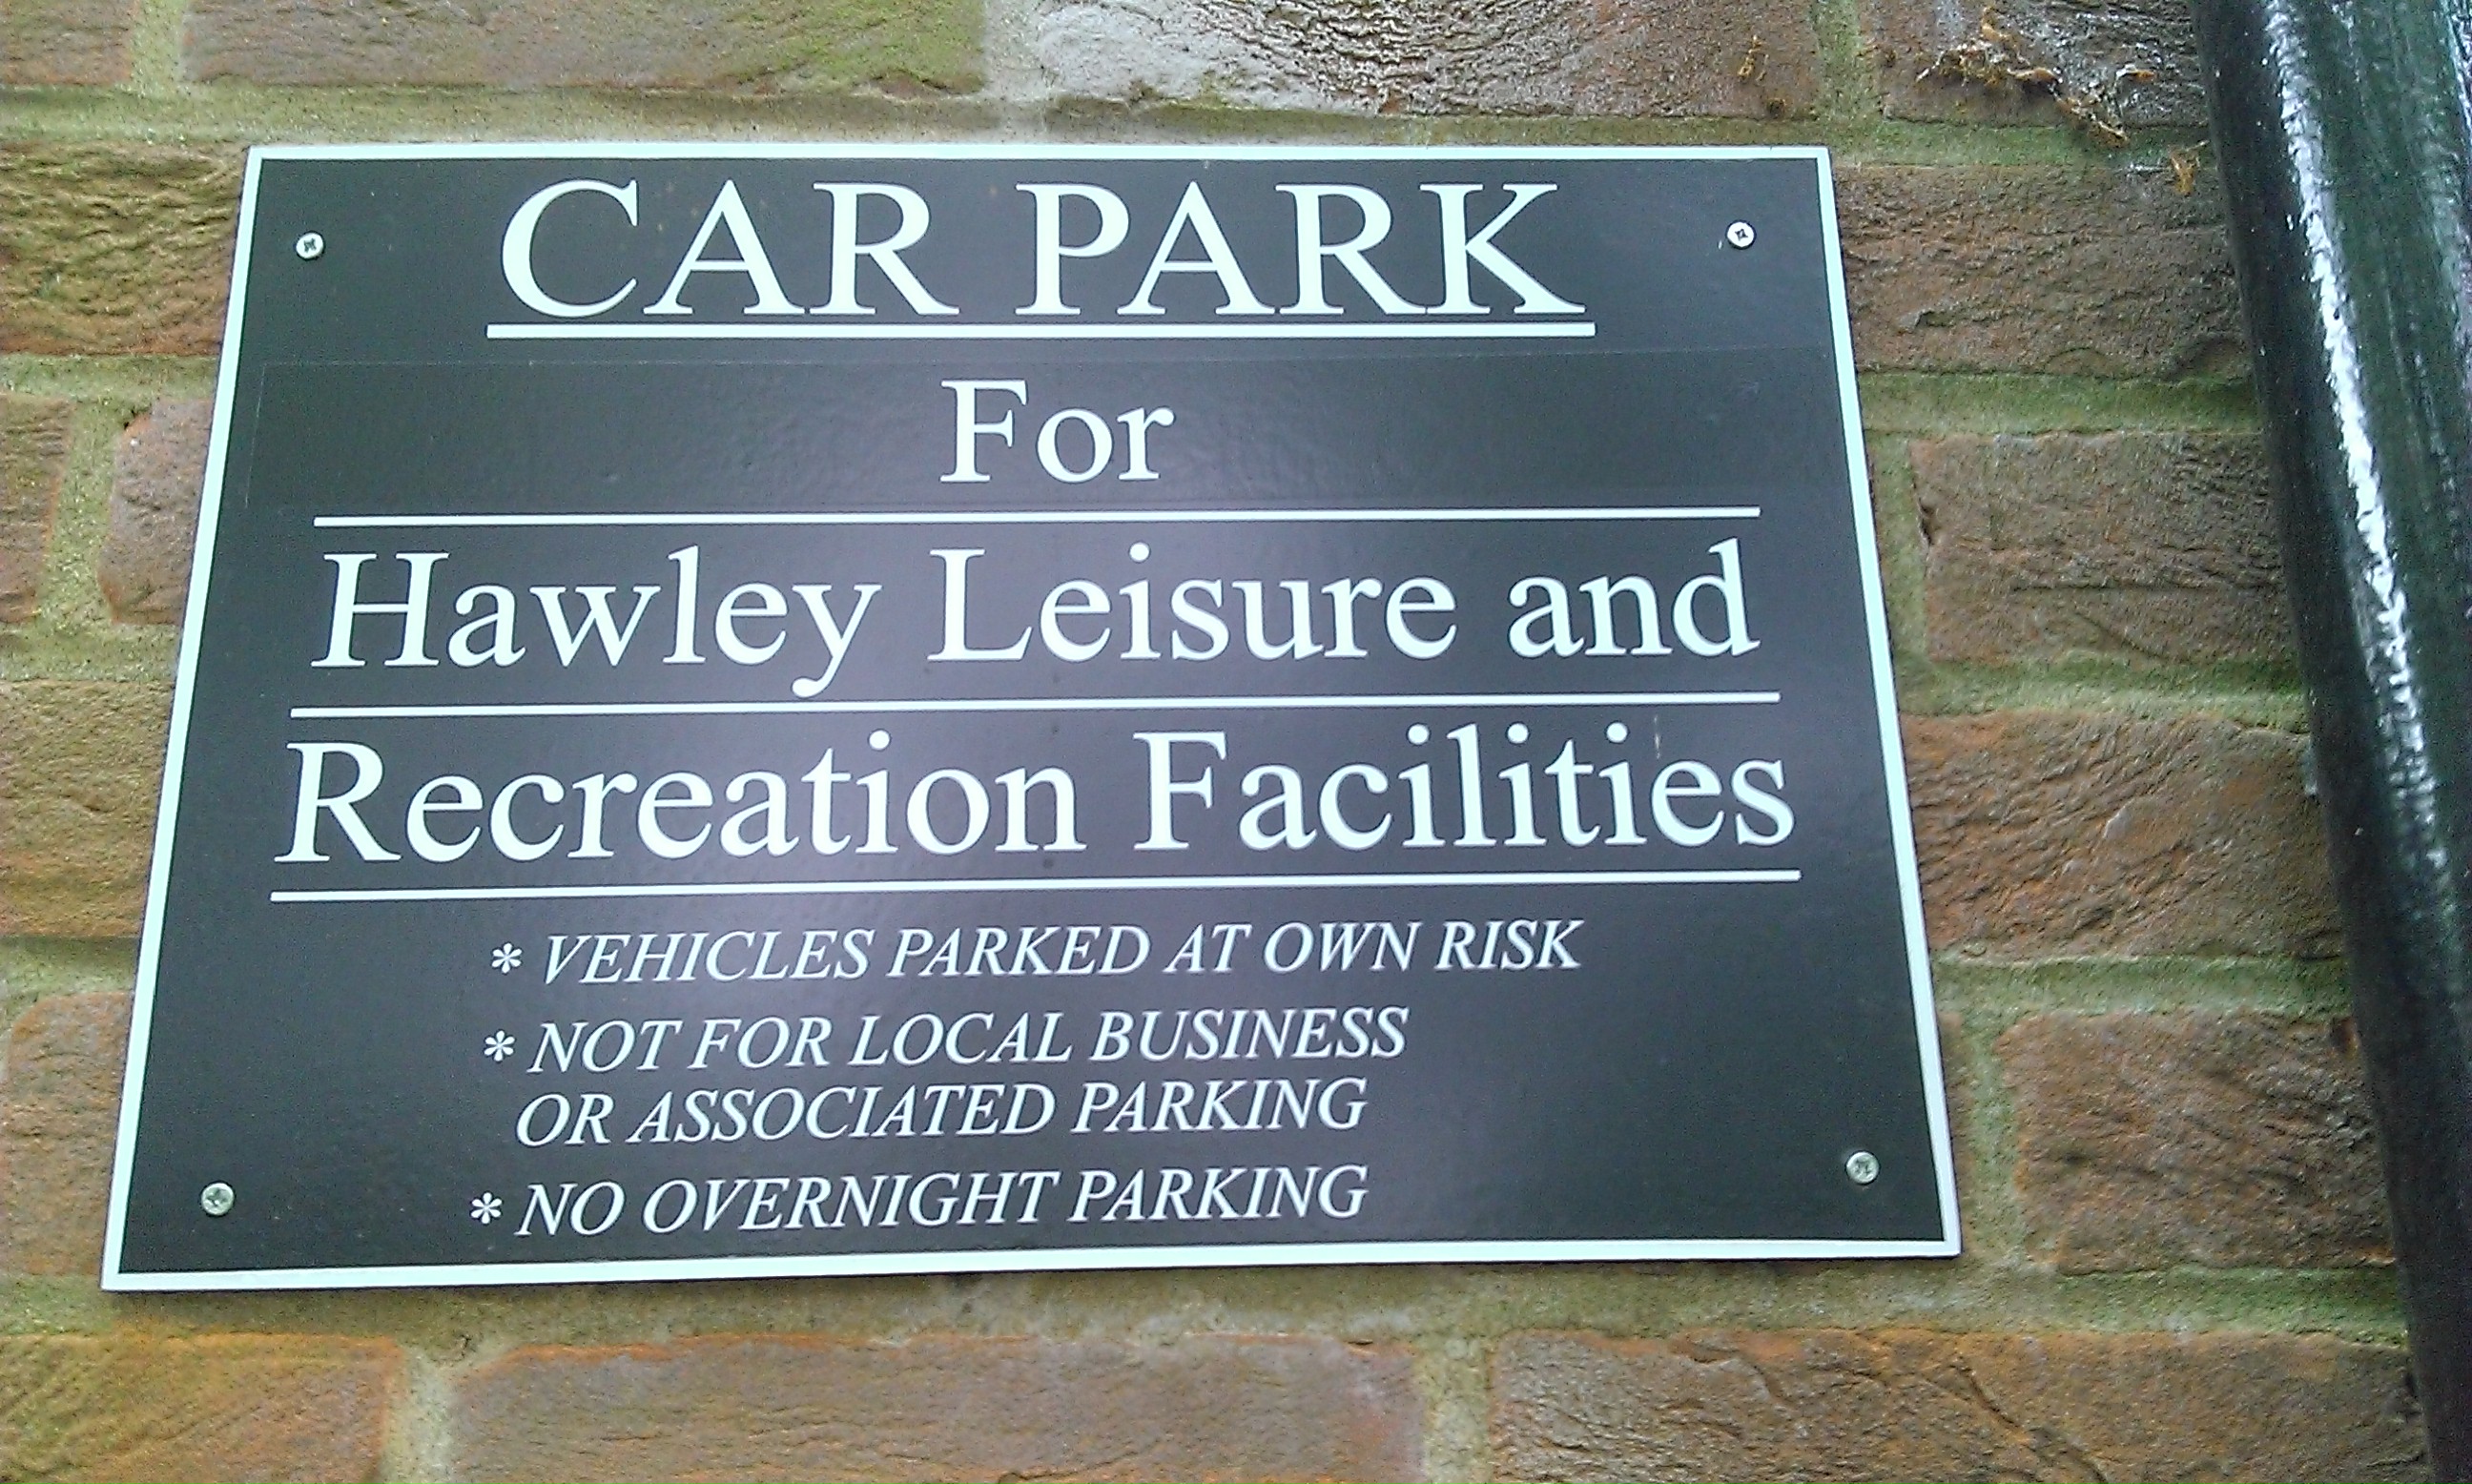 CAR PARK
For
Hawley Leisure and
Recreation Facilities
* VEHICLES PARKED AT OWN RISK
* NOT FOR LOCAL BUSINESS
OR ASSOCIATED PARKING
* NO OVERNIGHT PARKING